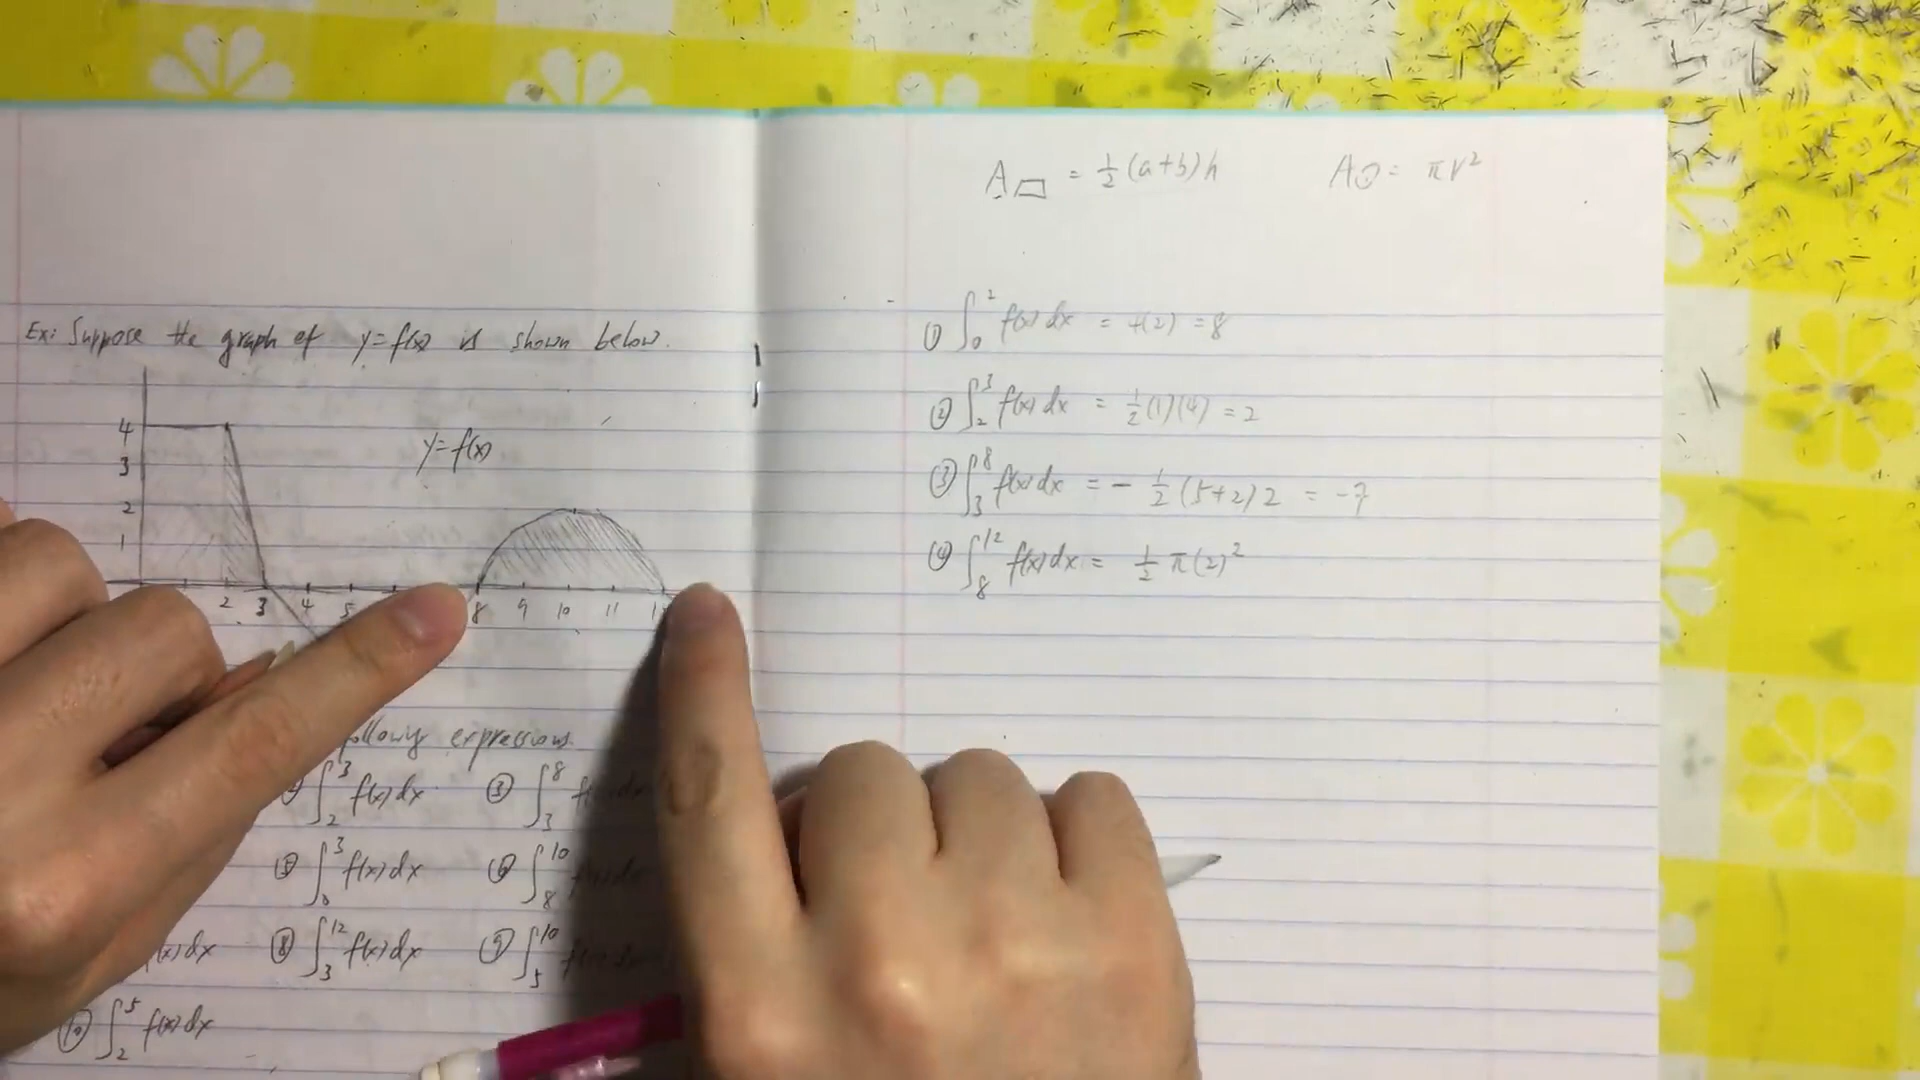 Ex: Suppose the graph of y=f(x) is shown below.
4
3
2
1
y=f(x)
2 3 4 5 8 9 10 11
following expressions.
∫₂³ f(x)dx ③ ∫₃⁸
⑤ ∫₀³ f(x)dx ⑥ ∫₈¹⁰
f(x)dx ⑧ ∫₃¹² f(x)dx ⑨ ∫₅¹⁰
⑩ ∫₂⁵ f(x)dx
A▱ = ½(a+b)h A○ = πr²
① ∫₀² f(x)dx = 4(2) = 8
② ∫₂³ f(x)dx = ½(1)(4) = 2
③ ∫₃⁸ f(x)dx = - ½(5+2)2 = -7
④ ∫₈¹² f(x)dx = ½π(2)²